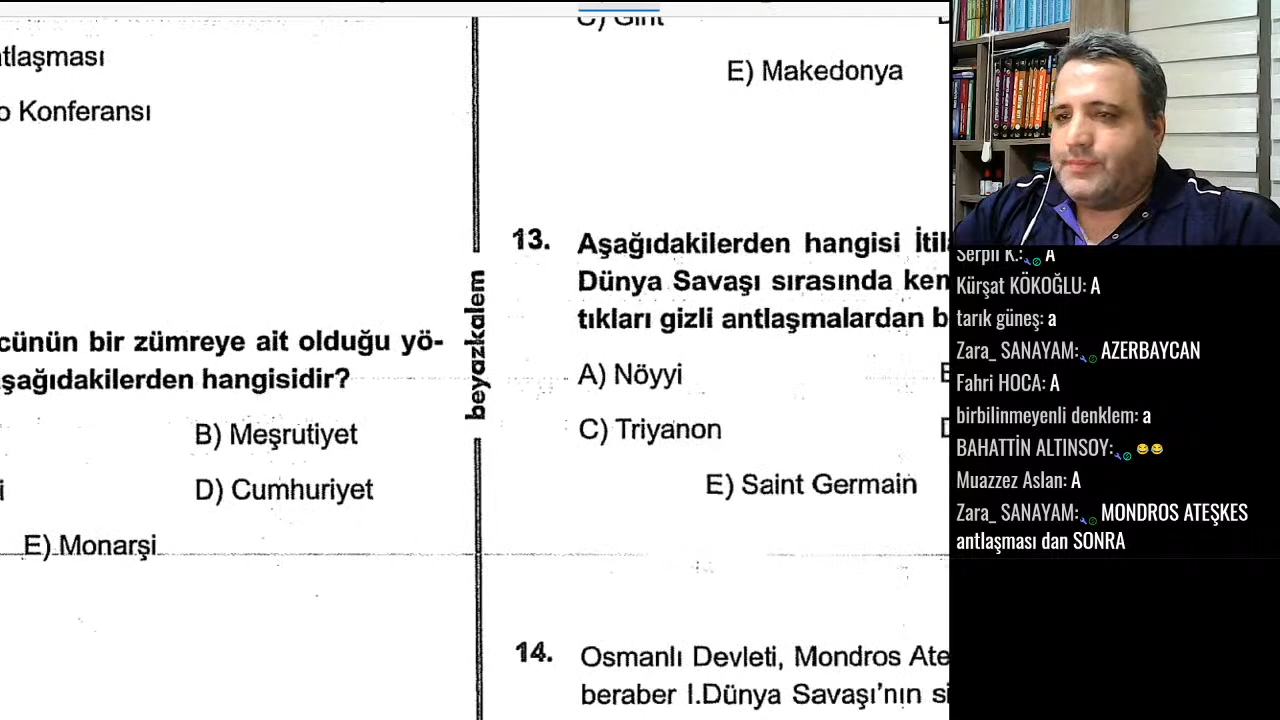 tlaşması
o Konferansı
cünün bir zümreye ait olduğu yö-
şağıdakilerden hangisidir?
B) Meşrutiyet
i
D) Cumhuriyet
E) Monarşi
beyazkalem
C) Girit
E) Makedonya
13. Aşağıdakilerden hangisi İtil
Dünya Savaşı sırasında ken
tıkları gizli antlaşmalardan b
A) Nöyyi
C) Triyanon
E) Saint Germain
14. Osmanlı Devleti, Mondros Ate
beraber I.Dünya Savaşı’nın si
Serpil K.: A
Kürşat KÖKOĞLU: A
tarık güneş: a
Zara_ SANAYAM: AZERBAYCAN
Fahri HOCA: A
birbilinmeyenli denklem: a
BAHATTİN ALTINSOY: 😂😂
Muazzez Aslan: A
Zara_ SANAYAM: MONDROS ATEŞKES
antlaşması dan SONRA